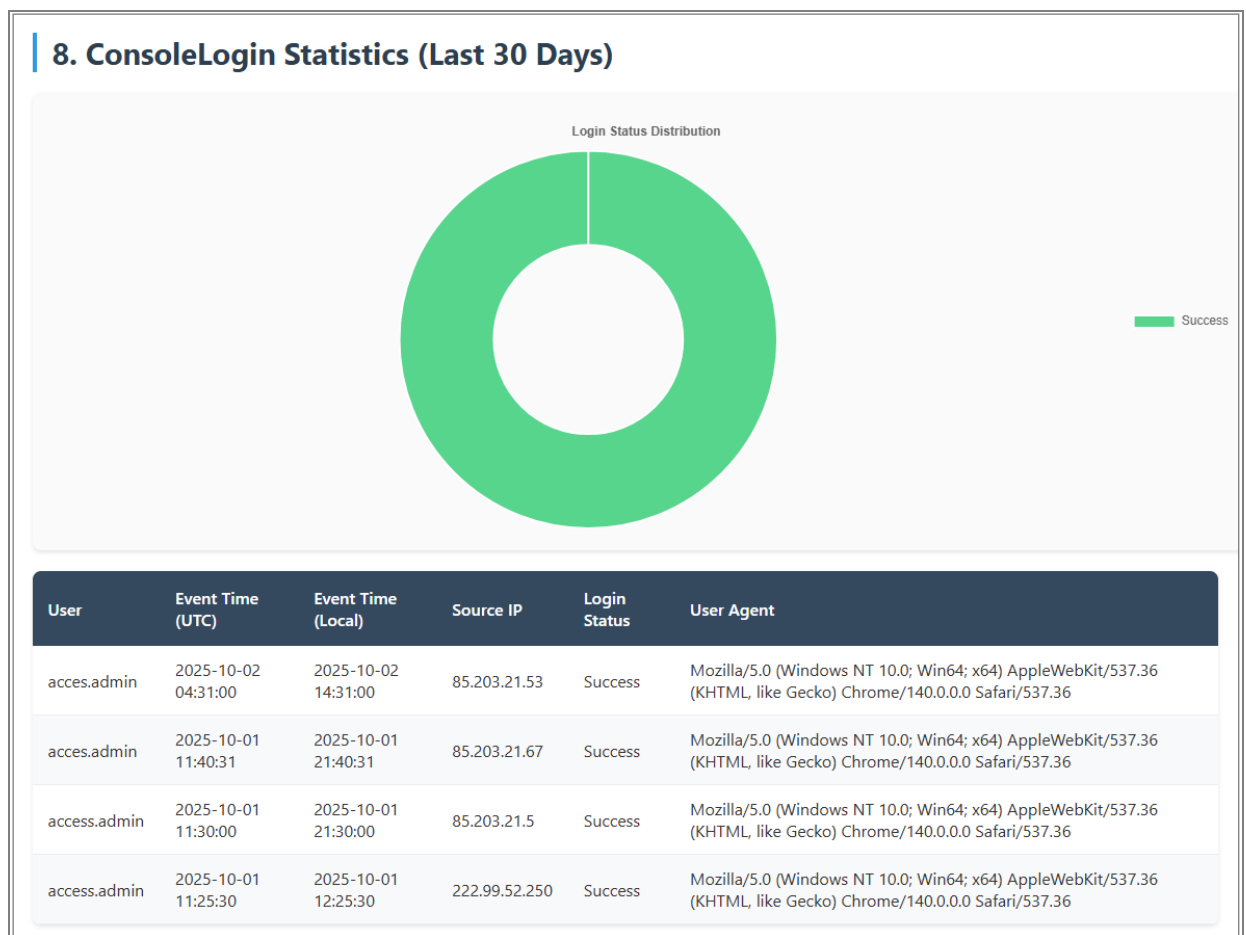 8. ConsoleLogin Statistics (Last 30 Days)
Login Status Distribution
Success
User
Event Time
(UTC)
Event Time
(Local)
Source IP
Login
Status
User Agent
acces.admin
2025-10-02
04:31:00
2025-10-02
14:31:00
85.203.21.53
Success
Mozilla/5.0 (Windows NT 10.0; Win64; x64) AppleWebKit/537.36
(KHTML, like Gecko) Chrome/140.0.0.0 Safari/537.36
acces.admin
2025-10-01
11:40:31
2025-10-01
21:40:31
85.203.21.67
Success
Mozilla/5.0 (Windows NT 10.0; Win64; x64) AppleWebKit/537.36
(KHTML, like Gecko) Chrome/140.0.0.0 Safari/537.36
access.admin
2025-10-01
11:30:00
2025-10-01
21:30:00
85.203.21.5
Success
Mozilla/5.0 (Windows NT 10.0; Win64; x64) AppleWebKit/537.36
(KHTML, like Gecko) Chrome/140.0.0.0 Safari/537.36
access.admin
2025-10-01
11:25:30
2025-10-01
12:25:30
222.99.52.250
Success
Mozilla/5.0 (Windows NT 10.0; Win64; x64) AppleWebKit/537.36
(KHTML, like Gecko) Chrome/140.0.0.0 Safari/537.36